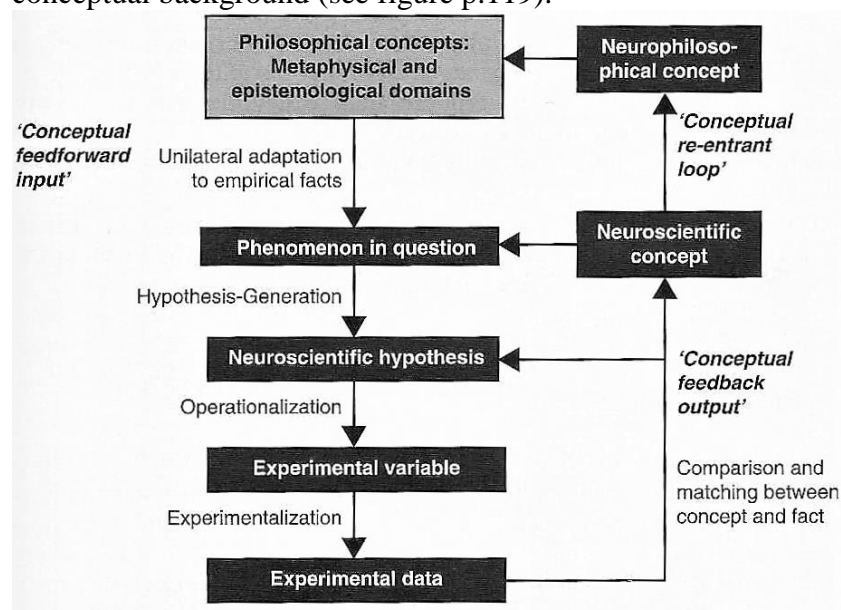 conceptual background (see figure p.119).
Philosophical concepts:
Metaphysical and
epistemological domains
Neurophiloso-
phical concept
'Conceptual
feedforward
input'
Unilateral adaptation
to empirical facts
'Conceptual
re-entrant
loop'
Phenomenon in question
Neuroscientific
concept
Hypothesis-Generation
Neuroscientific hypothesis
'Conceptual
feedback
output'
Operationalization
Experimental variable
Comparison and
matching between
concept and fact
Experimentalization
Experimental data